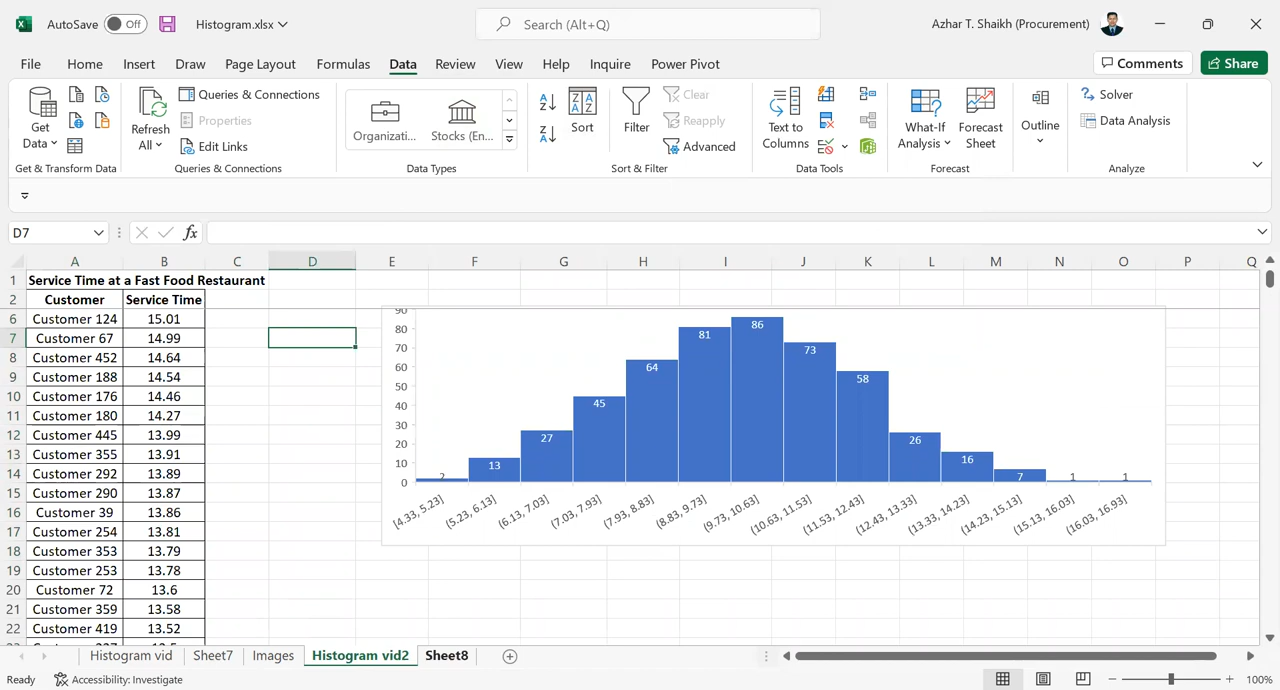 AutoSave Off Histogram.xlsx Search (Alt+Q) Azhar T. Shaikh (Procurement)
File Home Insert Draw Page Layout Formulas Data Review View Help Inquire Power Pivot Comments Share
Get Data
Refresh All
Queries & Connections
Properties
Edit Links
Organizati... Stocks (En...
Sort
Filter
Clear
Reapply
Advanced
Text to Columns
What-If Analysis
Forecast Sheet
Outline
Solver
Data Analysis
Get & Transform Data Queries & Connections Data Types Sort & Filter Data Tools Forecast Analyze
D7 fx
A B C D E F G H I J K L M N O P Q
1 Service Time at a Fast Food Restaurant
2 Customer Service Time
6 Customer 124 15.01
7 Customer 67 14.99
8 Customer 452 14.64
9 Customer 188 14.54
10 Customer 176 14.46
11 Customer 180 14.27
12 Customer 445 13.99
13 Customer 355 13.91
14 Customer 292 13.89
15 Customer 290 13.87
16 Customer 39 13.86
17 Customer 254 13.81
18 Customer 353 13.79
19 Customer 253 13.78
20 Customer 72 13.6
21 Customer 359 13.58
22 Customer 419 13.52
90
80
70
60
50
40
30
20
10
0
2 13 27 45 64 81 86 73 58 26 16 7 1 1
[4.33, 5.23] (5.23, 6.13] (6.13, 7.03] (7.03, 7.93] (7.93, 8.83] (8.83, 9.73] (9.73, 10.63] (10.63, 11.53] (11.53, 12.43] (12.43, 13.33] (13.33, 14.23] (14.23, 15.13] (15.13, 16.03] (16.03, 16.93]
Histogram vid Sheet7 Images Histogram vid2 Sheet8
Ready Accessibility: Investigate 100%